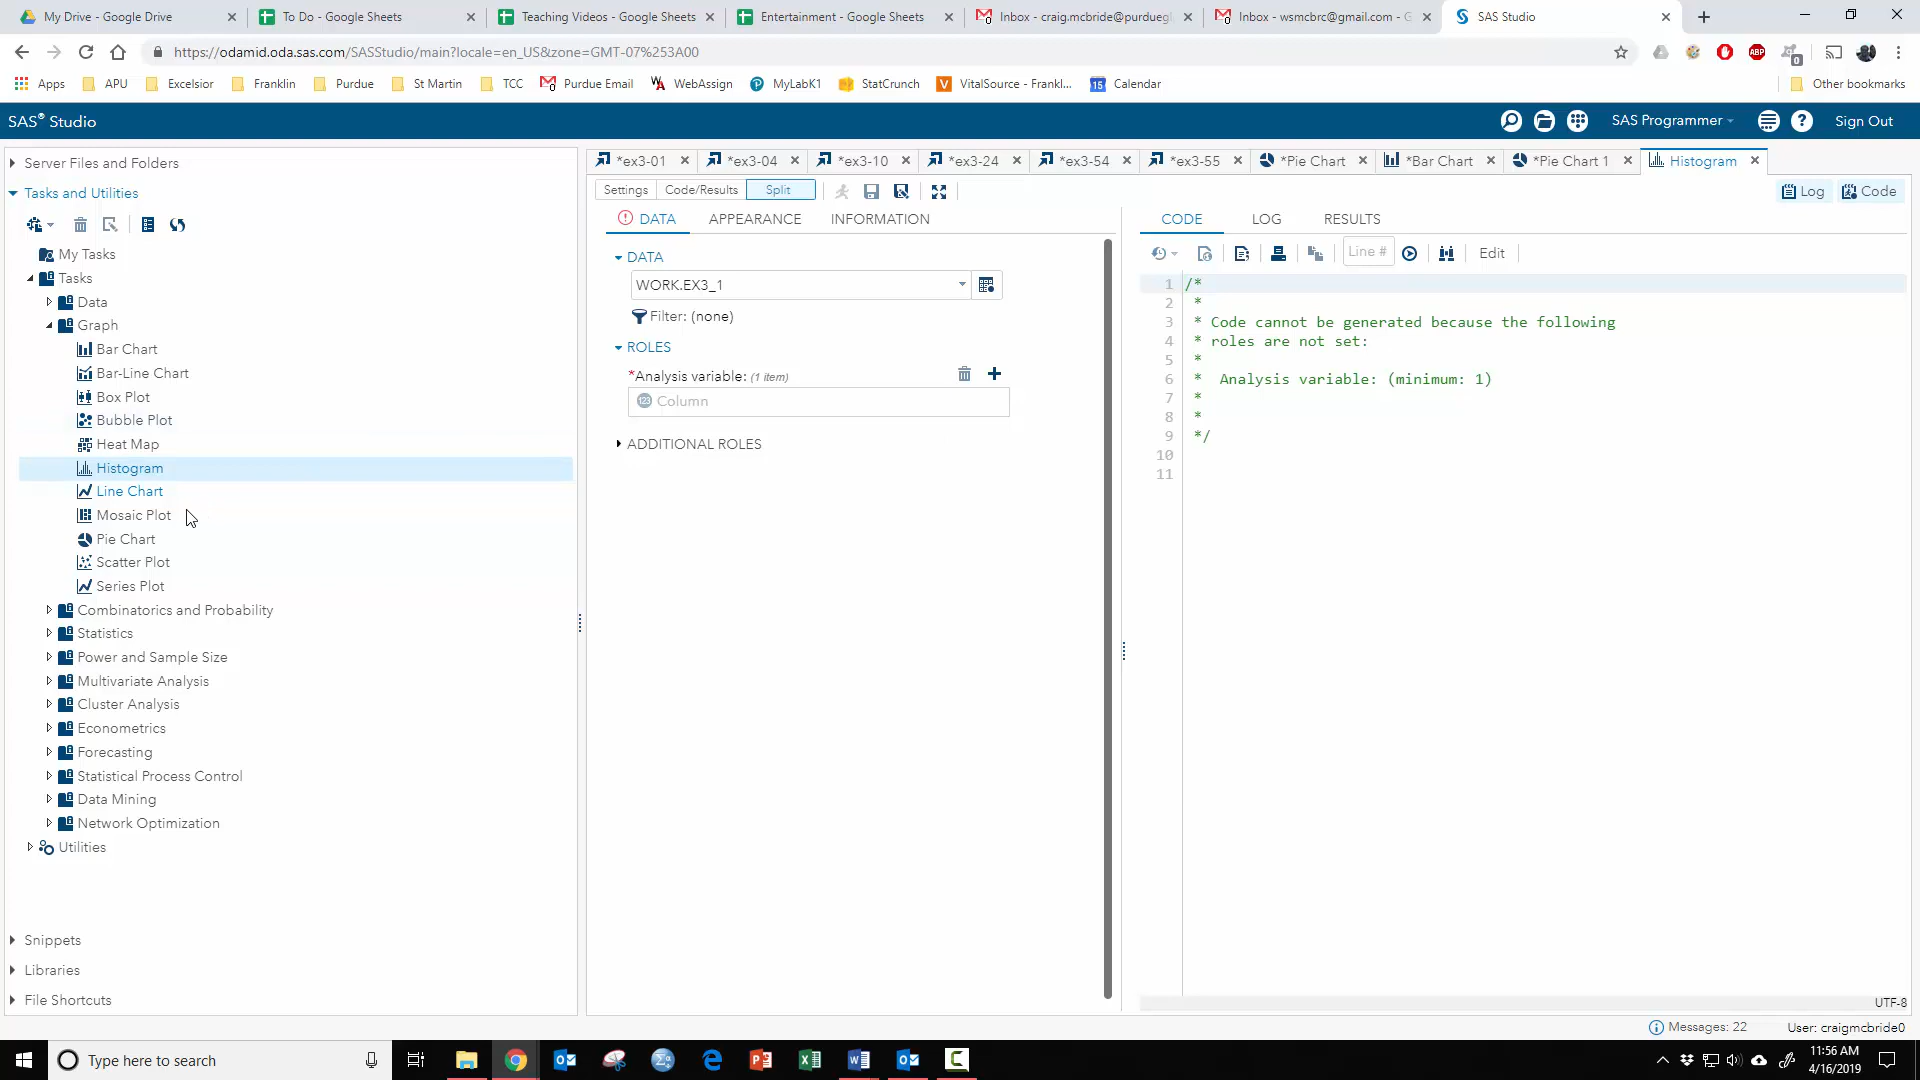 My Drive - Google Drive
To Do - Google Sheets
Teaching Videos - Google Sheets
Entertainment - Google Sheets
Inbox - craig.mcbride@purduegl
Inbox - wsmcbrc@gmail.com - G
SAS Studio
https://odamid.oda.sas.com/SASStudio/main?locale=en_US&zone=GMT-07%253A00
ABP
0
Apps
APU
Excelsior
Franklin
Purdue
St Martin
TCC
Purdue Email
WebAssign
MyLabK1
StatCrunch
VitalSource - Frankl...
15
Calendar
Other bookmarks
SAS® Studio
SAS Programmer
Sign Out
Server Files and Folders
Tasks and Utilities
My Tasks
Tasks
Data
Graph
Bar Chart
Bar-Line Chart
Box Plot
Bubble Plot
Heat Map
Histogram
Line Chart
Mosaic Plot
Pie Chart
Scatter Plot
Series Plot
Combinatorics and Probability
Statistics
Power and Sample Size
Multivariate Analysis
Cluster Analysis
Econometrics
Forecasting
Statistical Process Control
Data Mining
Network Optimization
Utilities
Snippets
Libraries
File Shortcuts
*ex3-01
*ex3-04
*ex3-10
*ex3-24
*ex3-54
*ex3-55
*Pie Chart
*Bar Chart
*Pie Chart 1
Histogram
Settings
Code/Results
Split
Log
Code
DATA
APPEARANCE
INFORMATION
DATA
WORK.EX3_1
Filter: (none)
ROLES
*Analysis variable: (1 item)
123 Column
ADDITIONAL ROLES
CODE
LOG
RESULTS
Line #
Edit
1 /*
2 *
3 * Code cannot be generated because the following
4 * roles are not set:
5 *
6 * Analysis variable: (minimum: 1)
7 *
8 *
9 */
10
11
UTF-8
Messages: 22
User: craigmcbride0
Type here to search
11:56 AM
4/16/2019